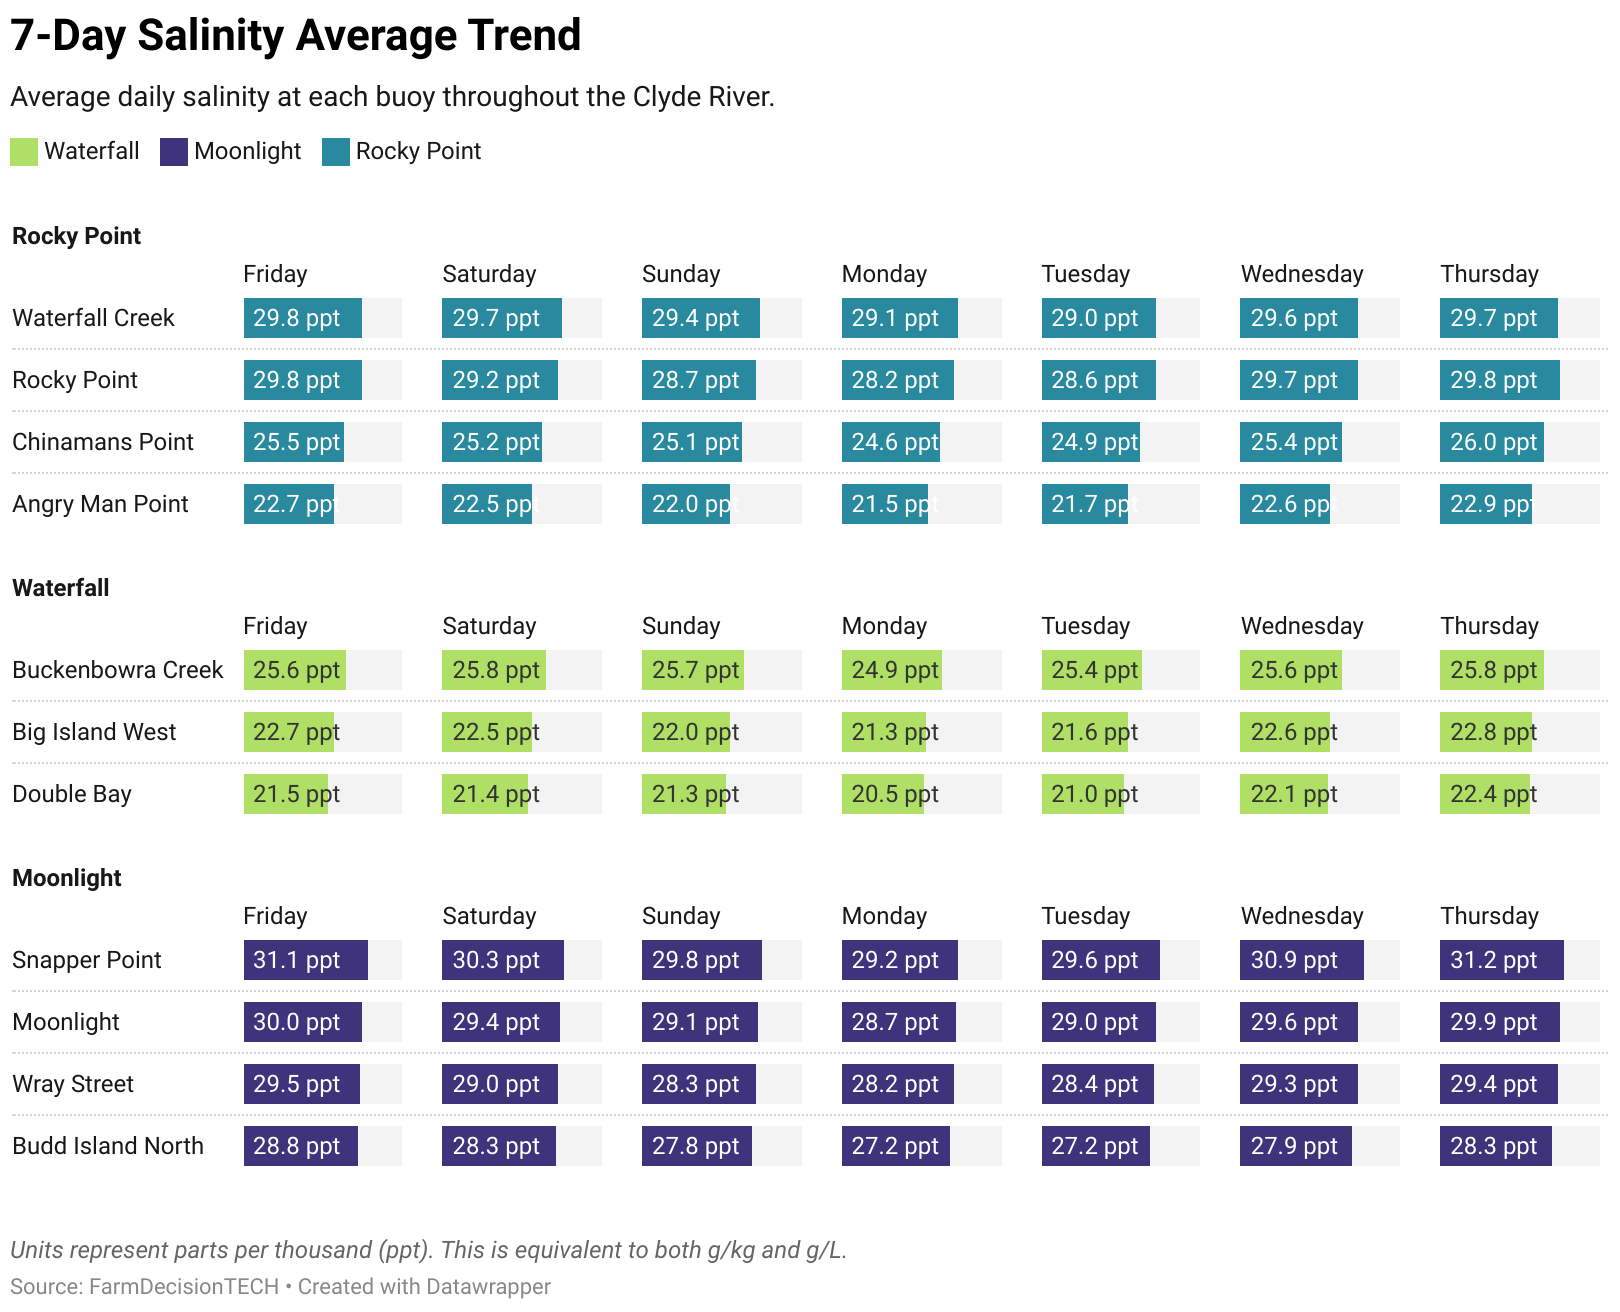 7-Day Salinity Average Trend
Average daily salinity at each buoy throughout the Clyde River.
Waterfall Moonlight Rocky Point
Rocky Point
Friday Saturday Sunday Monday Tuesday Wednesday Thursday
Waterfall Creek 29.8 ppt 29.7 ppt 29.4 ppt 29.1 ppt 29.0 ppt 29.6 ppt 29.7 ppt
Rocky Point 29.8 ppt 29.2 ppt 28.7 ppt 28.2 ppt 28.6 ppt 29.7 ppt 29.8 ppt
Chinamans Point 25.5 ppt 25.2 ppt 25.1 ppt 24.6 ppt 24.9 ppt 25.4 ppt 26.0 ppt
Angry Man Point 22.7 ppt 22.5 ppt 22.0 ppt 21.5 ppt 21.7 ppt 22.6 ppt 22.9 ppt
Waterfall
Friday Saturday Sunday Monday Tuesday Wednesday Thursday
Buckenbowra Creek 25.6 ppt 25.8 ppt 25.7 ppt 24.9 ppt 25.4 ppt 25.6 ppt 25.8 ppt
Big Island West 22.7 ppt 22.5 ppt 22.0 ppt 21.3 ppt 21.6 ppt 22.6 ppt 22.8 ppt
Double Bay 21.5 ppt 21.4 ppt 21.3 ppt 20.5 ppt 21.0 ppt 22.1 ppt 22.4 ppt
Moonlight
Friday Saturday Sunday Monday Tuesday Wednesday Thursday
Snapper Point 31.1 ppt 30.3 ppt 29.8 ppt 29.2 ppt 29.6 ppt 30.9 ppt 31.2 ppt
Moonlight 30.0 ppt 29.4 ppt 29.1 ppt 28.7 ppt 29.0 ppt 29.6 ppt 29.9 ppt
Wray Street 29.5 ppt 29.0 ppt 28.3 ppt 28.2 ppt 28.4 ppt 29.3 ppt 29.4 ppt
Budd Island North 28.8 ppt 28.3 ppt 27.8 ppt 27.2 ppt 27.2 ppt 27.9 ppt 28.3 ppt
Units represent parts per thousand (ppt). This is equivalent to both g/kg and g/L.
Source: FarmDecisionTECH • Created with Datawrapper